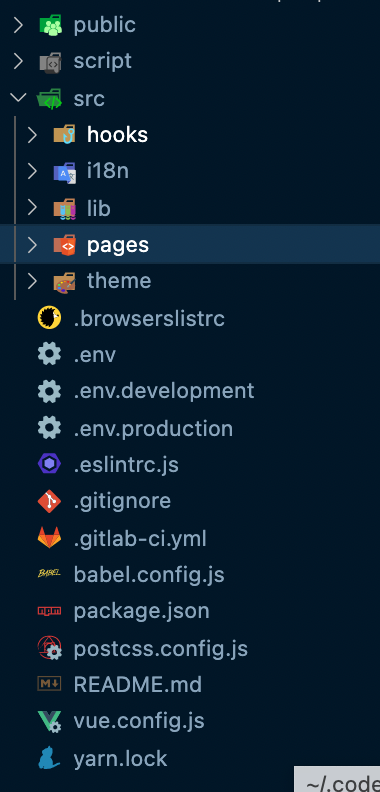 public
script
src
hooks
i18n
lib
pages
theme
.browserslistrc
.env
.env.development
.env.production
.eslintrc.js
.gitignore
.gitlab-ci.yml
BABEL babel.config.js
package.json
postcss.config.js
M README.md
vue.config.js
yarn.lock
~/.code